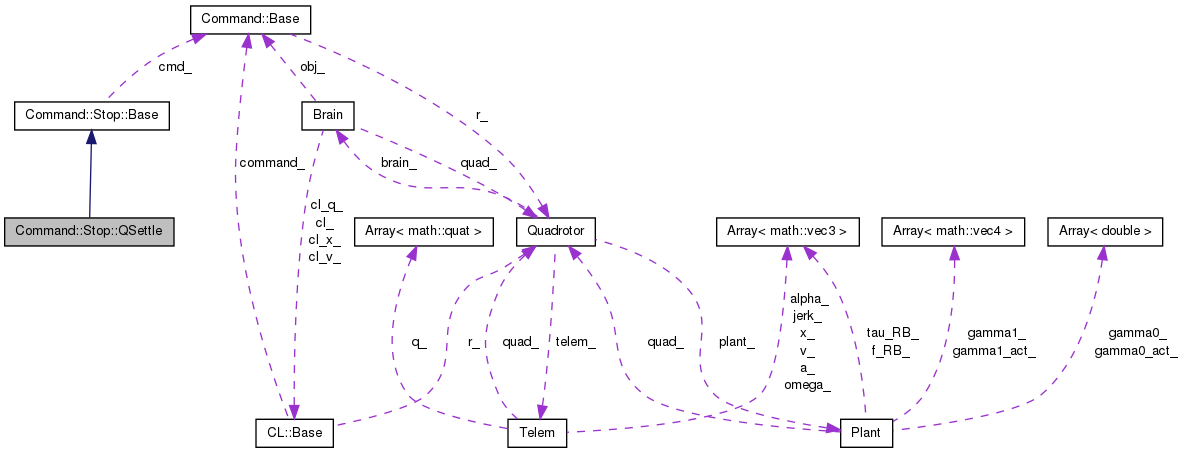 Command::Base
cmd_
obj_
Command::Stop::Base
Brain
r_
command_
brain_
quad_
cl_q_
cl_
cl_x_
cl_v_
Command::Stop::QSettle
Array< math::quat >
Quadrotor
Array< math::vec3 >
Array< math::vec4 >
Array< double >
q_
r_
quad_
telem_
quad_
plant_
alpha_
jerk_
x_
v_
a_
omega_
tau_RB_
f_RB_
gamma1_
gamma1_act_
gamma0_
gamma0_act_
CL::Base
Telem
Plant